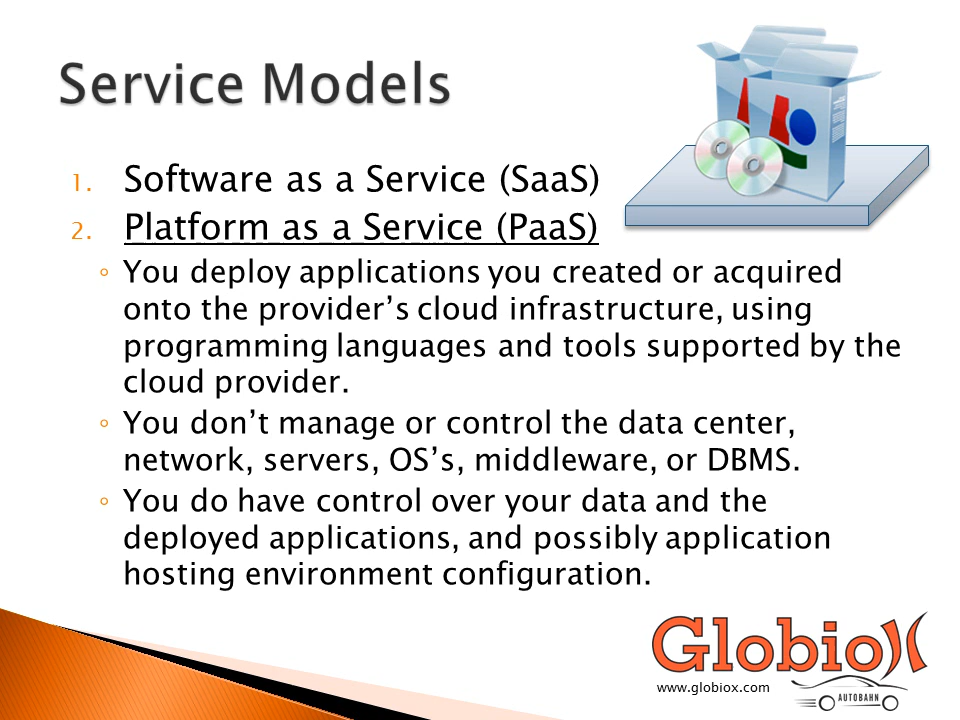 Service Models
1. Software as a Service (SaaS)
2. Platform as a Service (PaaS)
◦ You deploy applications you created or acquired
onto the provider’s cloud infrastructure, using
programming languages and tools supported by the
cloud provider.
◦ You don’t manage or control the data center,
network, servers, OS’s, middleware, or DBMS.
◦ You do have control over your data and the
deployed applications, and possibly application
hosting environment configuration.
Globiox
www.globiox.com
AUTOBAHN